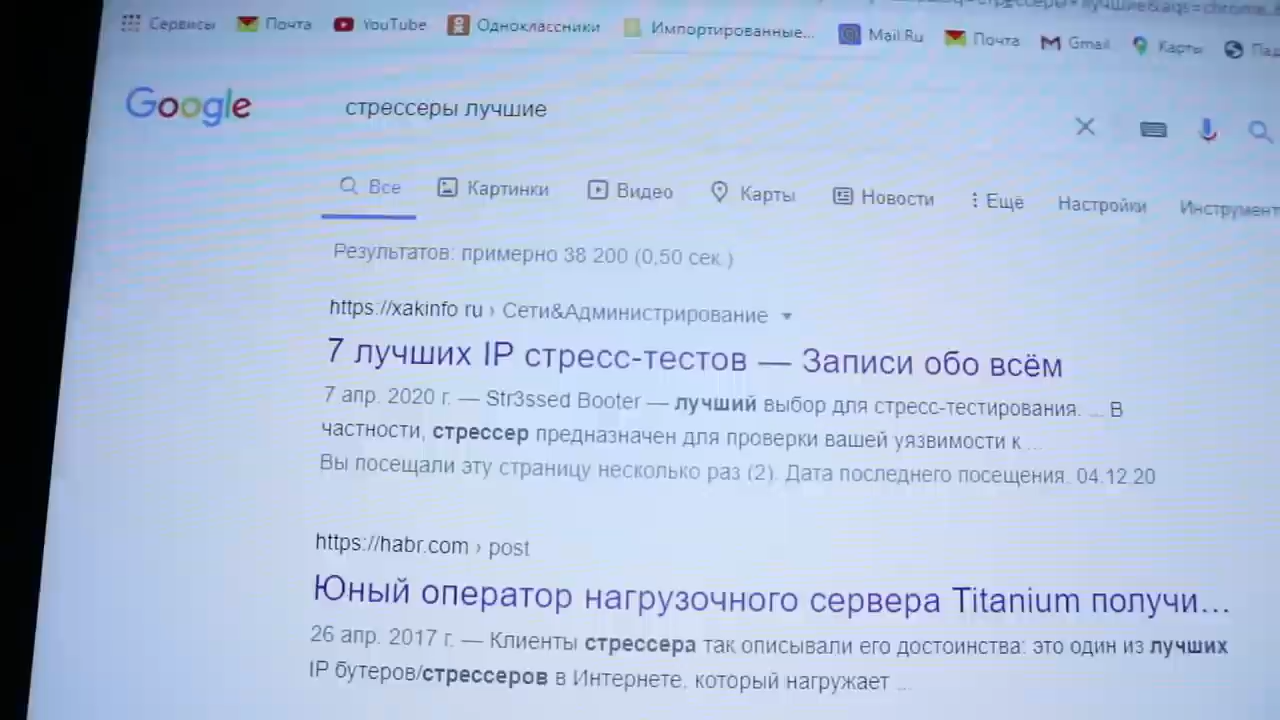 Сервисы Почта YouTube Одноклассники Импортированные... Mail.Ru Почта Gmail Карты
Google стрессеры лучшие
Все Картинки Видео Карты Новости Ещё Настройки Инструмент
Результатов: примерно 38 200 (0,50 сек.)
https://xakinfo ru › Сети&Администрирование
7 лучших IP стресс-тестов — Записи обо всём
7 апр. 2020 г. — Str3ssed Booter — лучший выбор для стресс-тестирования. ... В
частности, стрессер предназначен для проверки вашей уязвимости к ...
Вы посещали эту страницу несколько раз (2). Дата последнего посещения. 04.12.20
https://habr.com › post
Юный оператор нагрузочного сервера Titanium получи...
26 апр. 2017 г. — Клиенты стрессера так описывали его достоинства: это один из лучших
IP бутеров/стрессеров в Интернете, который нагружает ...